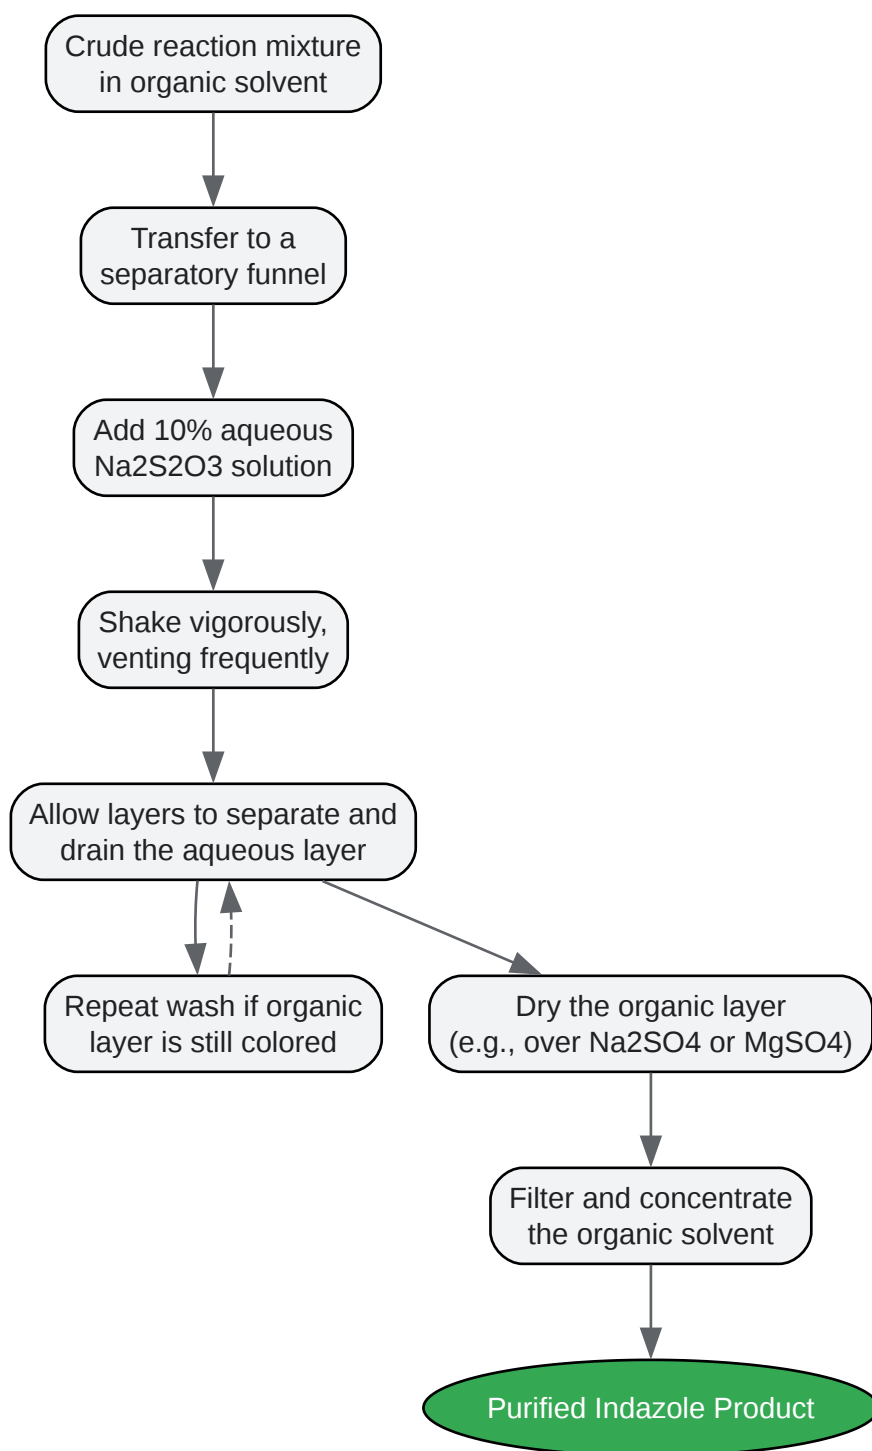 Crude reaction mixture
in organic solvent
Transfer to a
separatory funnel
Add 10% aqueous
Na2S2O3 solution
Shake vigorously,
venting frequently
Allow layers to separate and
drain the aqueous layer
Repeat wash if organic
layer is still colored
Dry the organic layer
(e.g., over Na2SO4 or MgSO4)
Filter and concentrate
the organic solvent
Purified Indazole Product